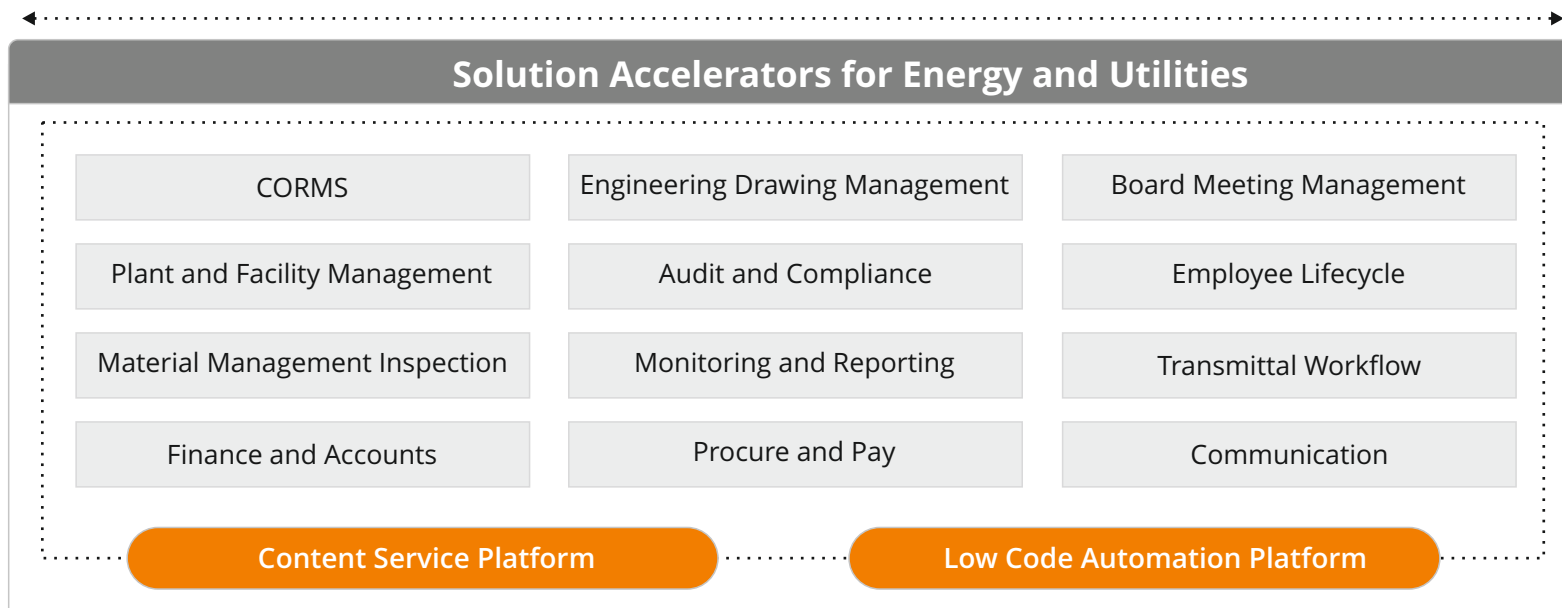 Solution Accelerators for Energy and Utilities
CORMS
Engineering Drawing Management
Board Meeting Management
Plant and Facility Management
Audit and Compliance
Employee Lifecycle
Material Management Inspection
Monitoring and Reporting
Transmittal Workflow
Finance and Accounts
Procure and Pay
Communication
Content Service Platform
Low Code Automation Platform